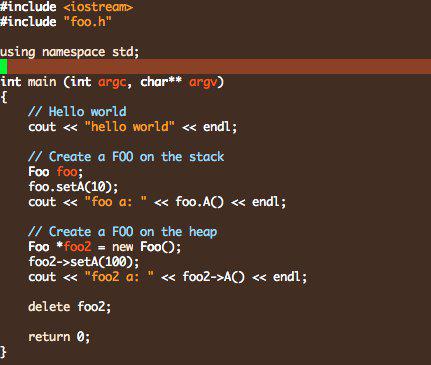 #include <iostream>
#include "foo.h"
using namespace std;
int main (int argc, char** argv)
{
// Hello world
cout << "hello world" << endl;
// Create a FOO on the stack
Foo foo;
foo.setA(10);
cout << "foo a: " << foo.A() << endl;
// Create a FOO on the heap
Foo *foo2 = new Foo();
foo2->setA(100);
cout << "foo2 a: " << foo2->A() << endl;
delete foo2;
return 0;
}